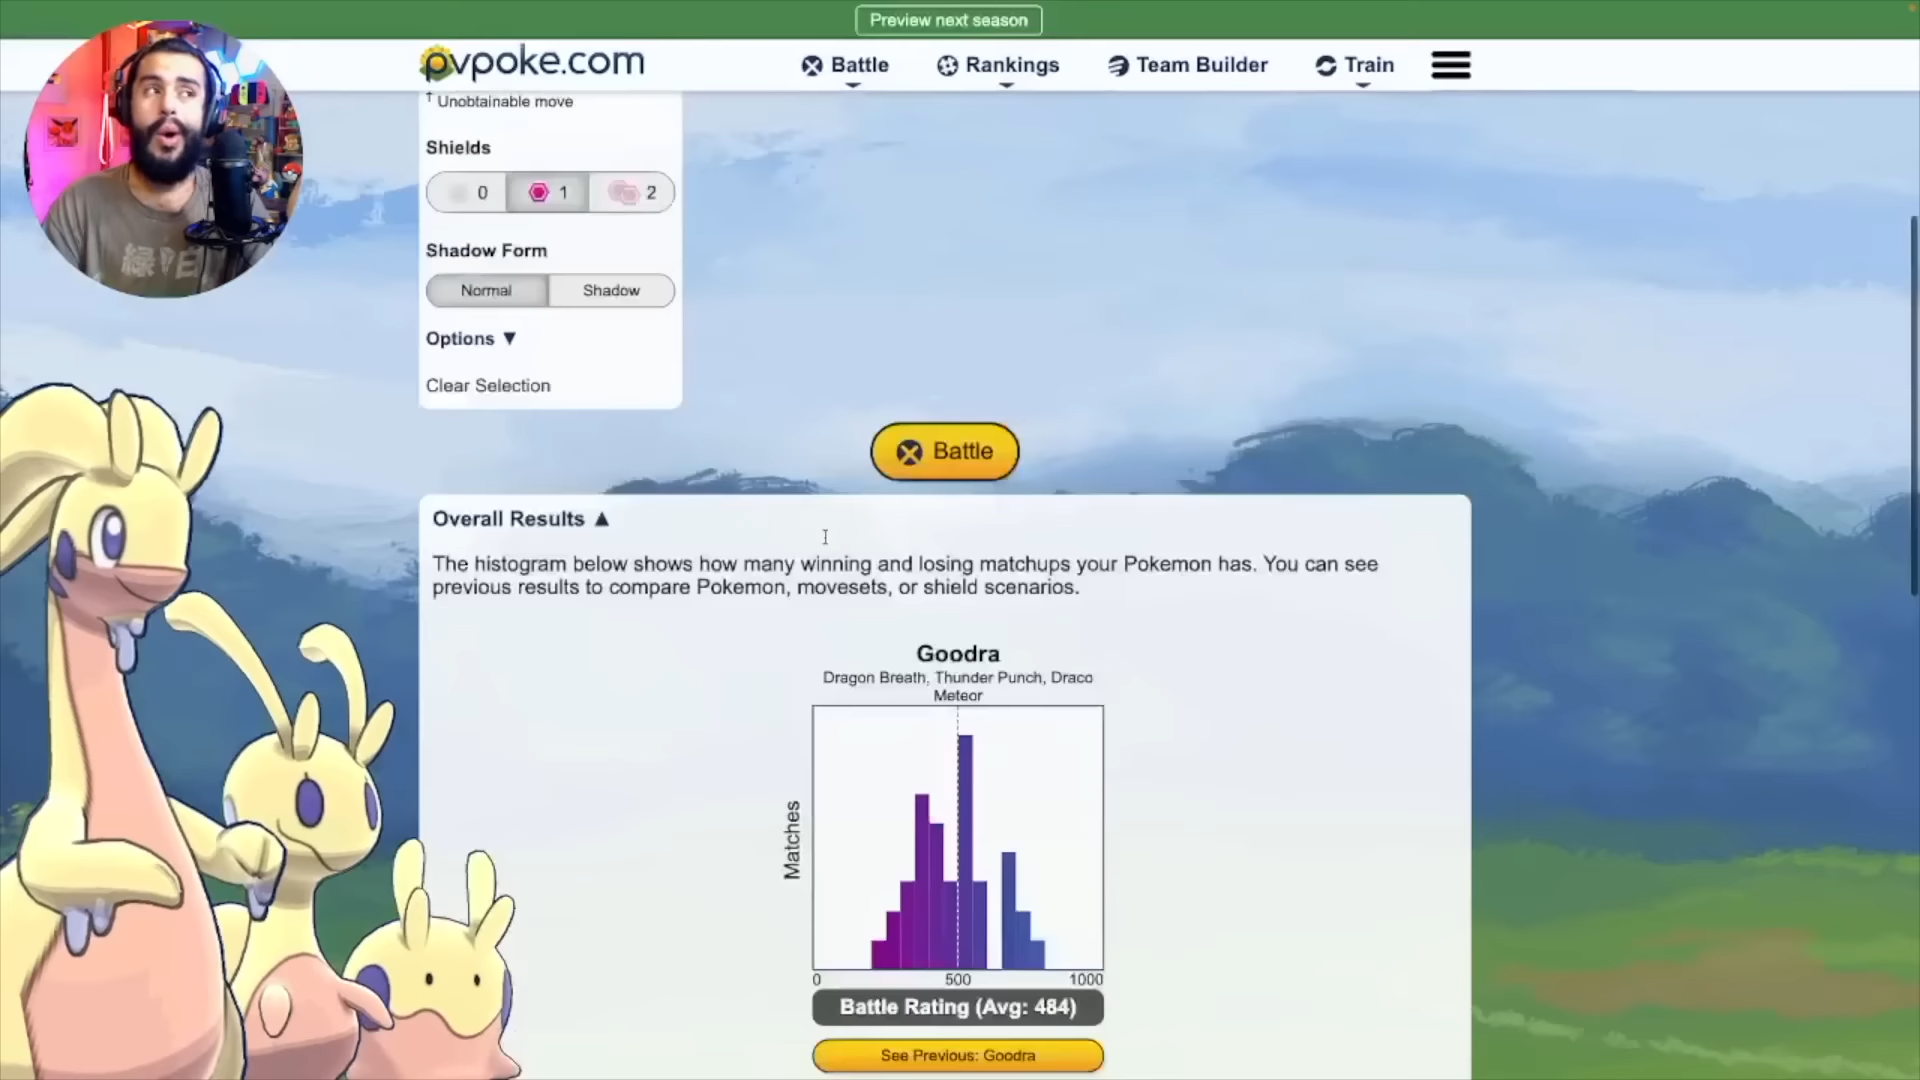 Preview next season
pvpoke.com
Battle
Rankings
Team Builder
Train
† Unobtainable move
Shields
0
1
2
Shadow Form
Normal
Shadow
Options ▼
Clear Selection
Battle
Overall Results ▲
The histogram below shows how many winning and losing matchups your Pokemon has. You can see
previous results to compare Pokemon, movesets, or shield scenarios.
Goodra
Dragon Breath, Thunder Punch, Draco
Meteor
Matches
0
500
1000
Battle Rating (Avg: 484)
See Previous: Goodra